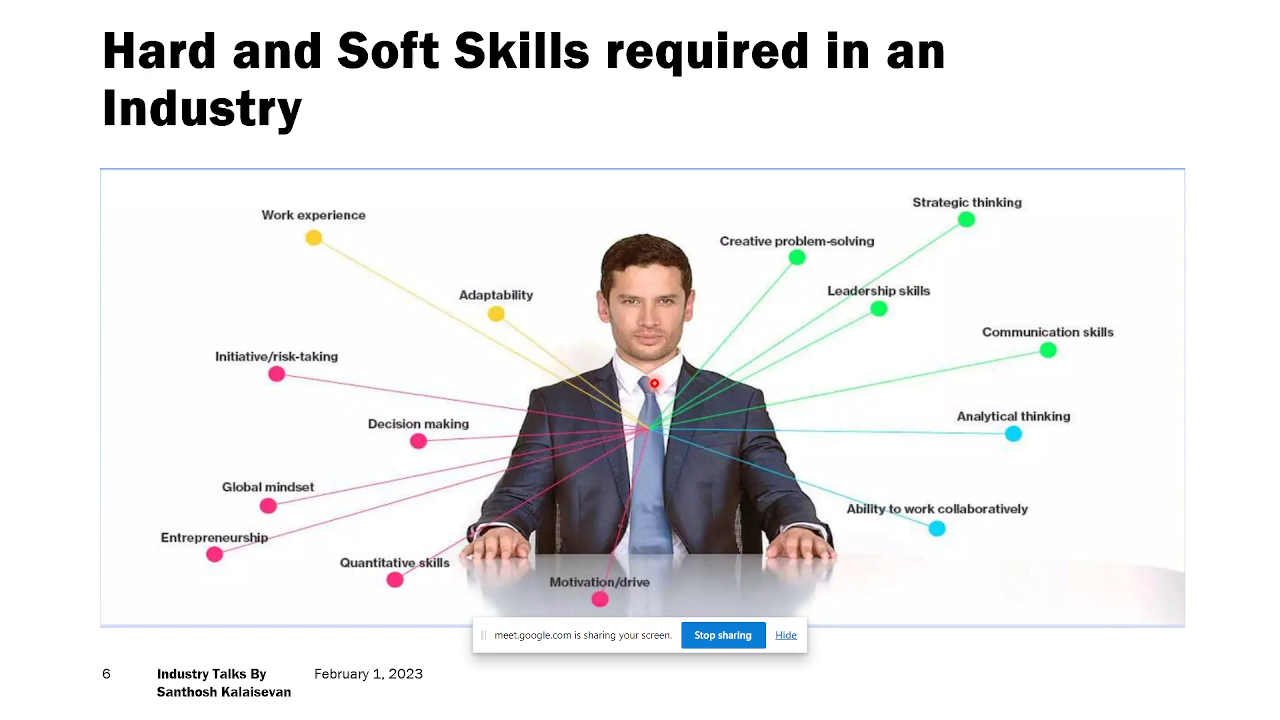 Hard and Soft Skills required in an
Industry
Work experience
Strategic thinking
Creative problem-solving
Adaptability
Leadership skills
Communication skills
Initiative/risk-taking
Decision making
Analytical thinking
Global mindset
Ability to work collaboratively
Entrepreneurship
Quantitative skills
Motivation/drive
meet.google.com is sharing your screen.
Stop sharing
Hide
6
Industry Talks By
Santhosh Kalaisevan
February 1, 2023